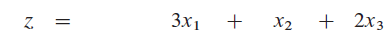 z = 3x₁ + x₂ + 2x₃